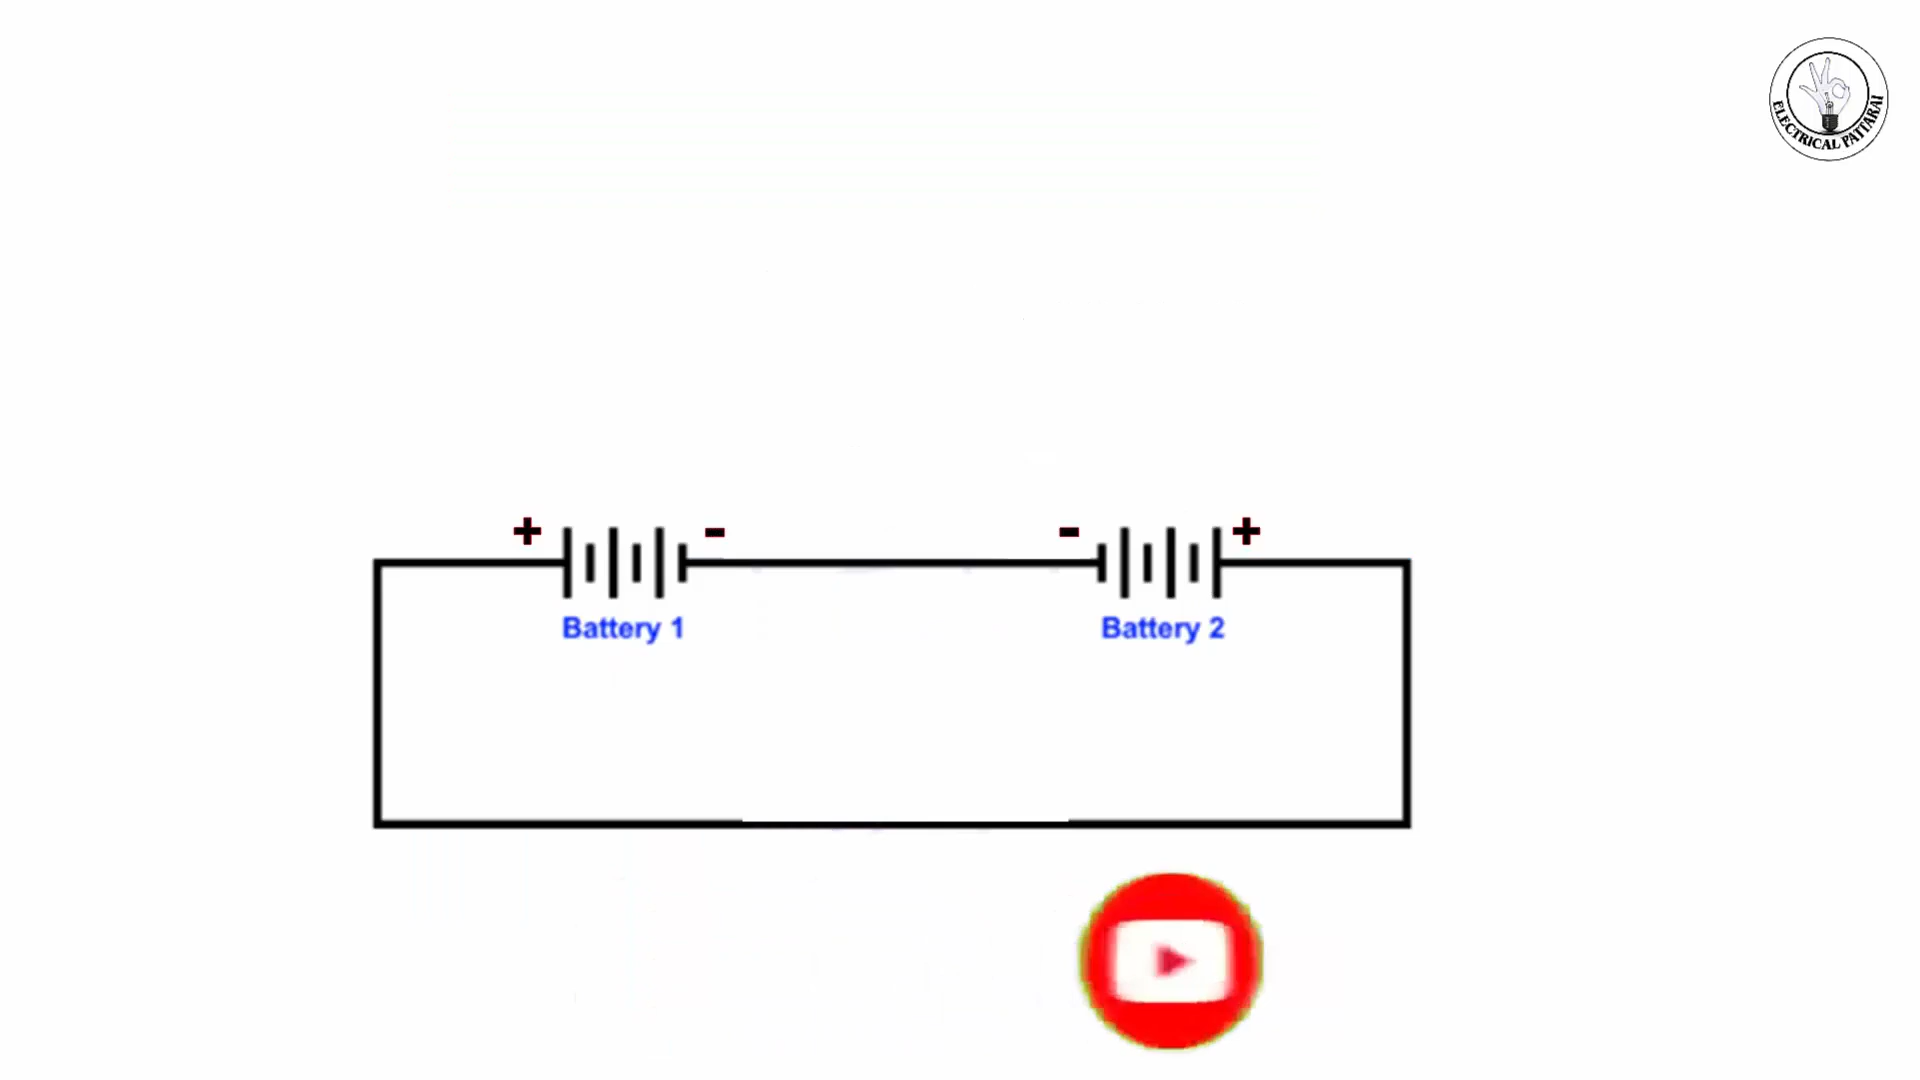 ELECTRICAL PATTARAI
+ - - +
Battery 1 Battery 2